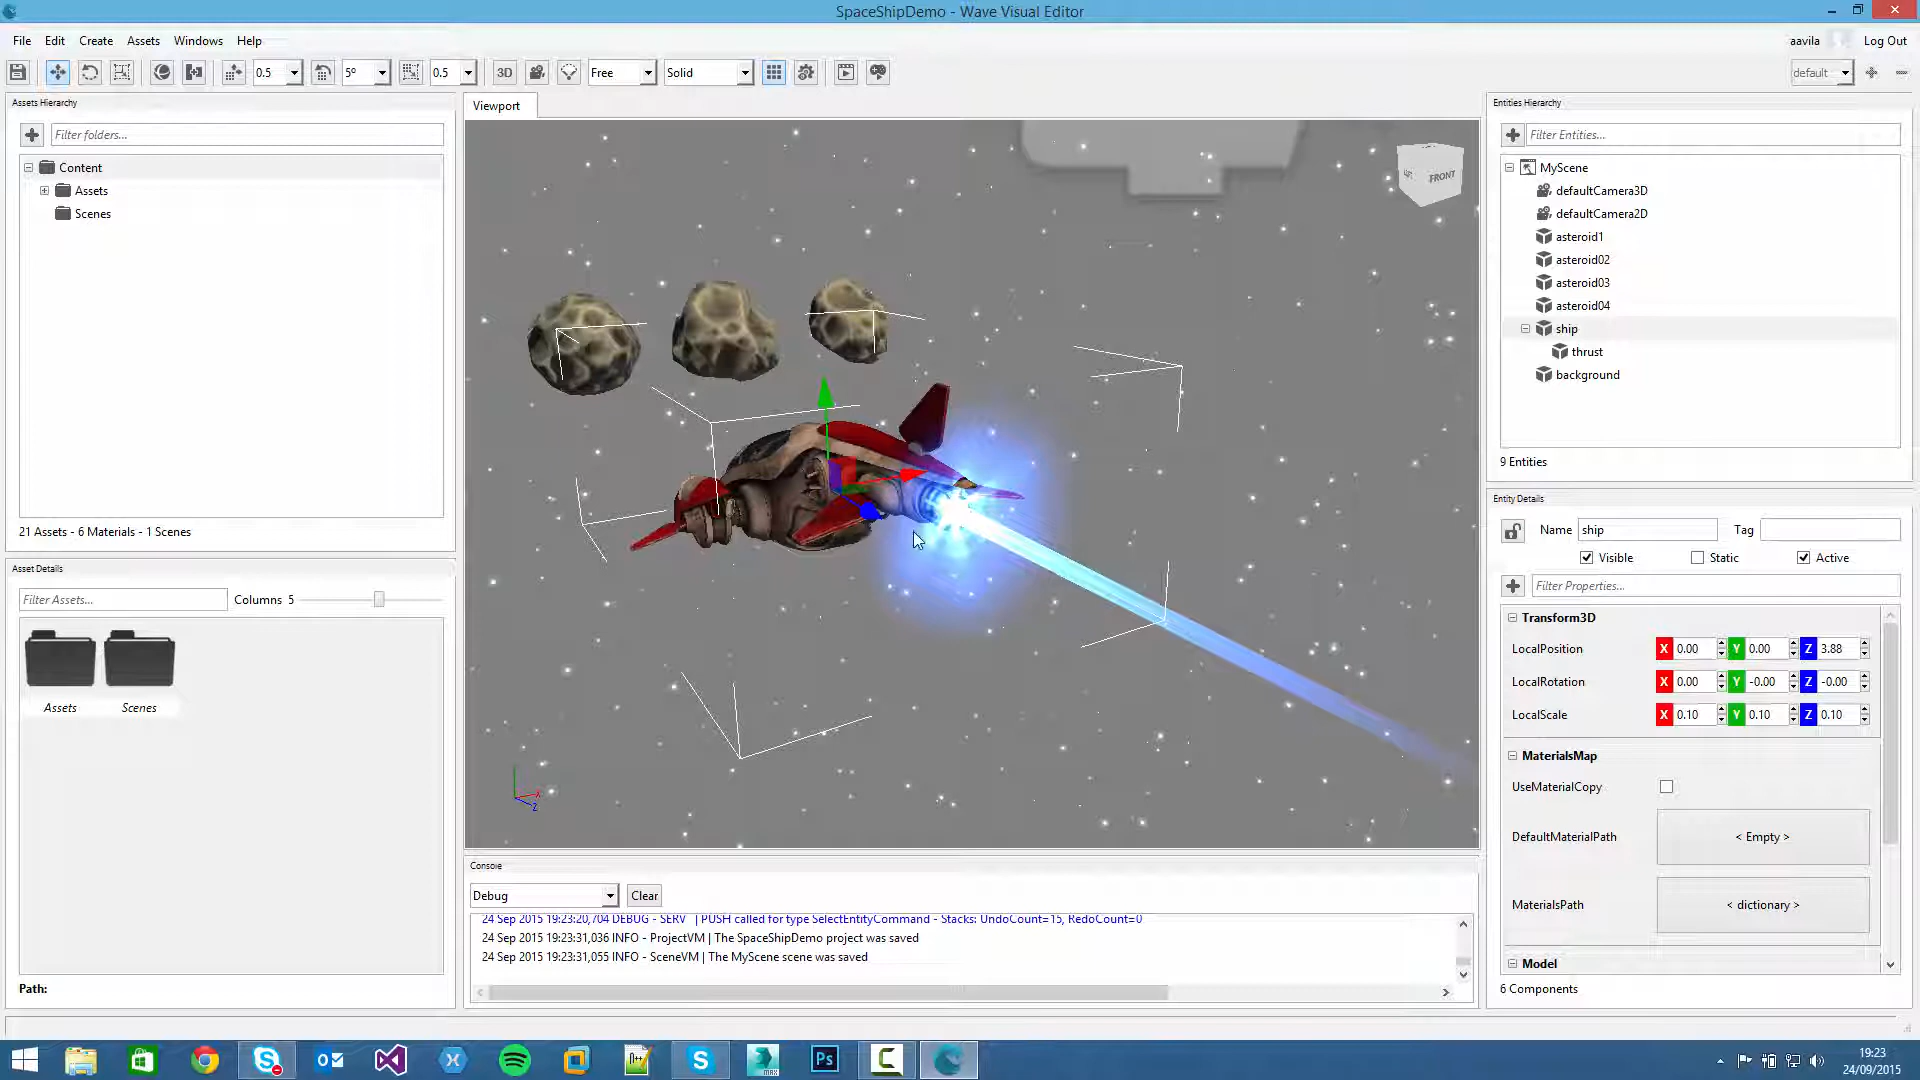 SpaceShipDemo - Wave Visual Editor
File Edit Create Assets Windows Help
aavila Log Out
0.5 5º 0.5 3D Free Solid default
Assets Hierarchy
Filter folders...
Content
Assets
Scenes
21 Assets - 6 Materials - 1 Scenes
Asset Details
Filter Assets...
Columns 5
Assets Scenes
Path:
Viewport
FRONT
X
Z
Console
Debug Clear
24 Sep 2015 19:23:20,704 DEBUG - SERV | PUSH called for type SelectEntityCommand - Stacks: UndoCount=15, RedoCount=0
24 Sep 2015 19:23:31,036 INFO - ProjectVM | The SpaceShipDemo project was saved
24 Sep 2015 19:23:31,055 INFO - SceneVM | The MyScene scene was saved
Entities Hierarchy
Filter Entities...
MyScene
defaultCamera3D
defaultCamera2D
asteroid1
asteroid02
asteroid03
asteroid04
ship
thrust
background
9 Entities
Entity Details
Name ship Tag
Visible Static Active
Filter Properties...
Transform3D
LocalPosition X 0.00 Y 0.00 Z 3.88
LocalRotation X 0.00 Y -0.00 Z -0.00
LocalScale X 0.10 Y 0.10 Z 0.10
MaterialsMap
UseMaterialCopy
DefaultMaterialPath < Empty >
MaterialsPath < dictionary >
Model
6 Components
19:23
24/09/2015